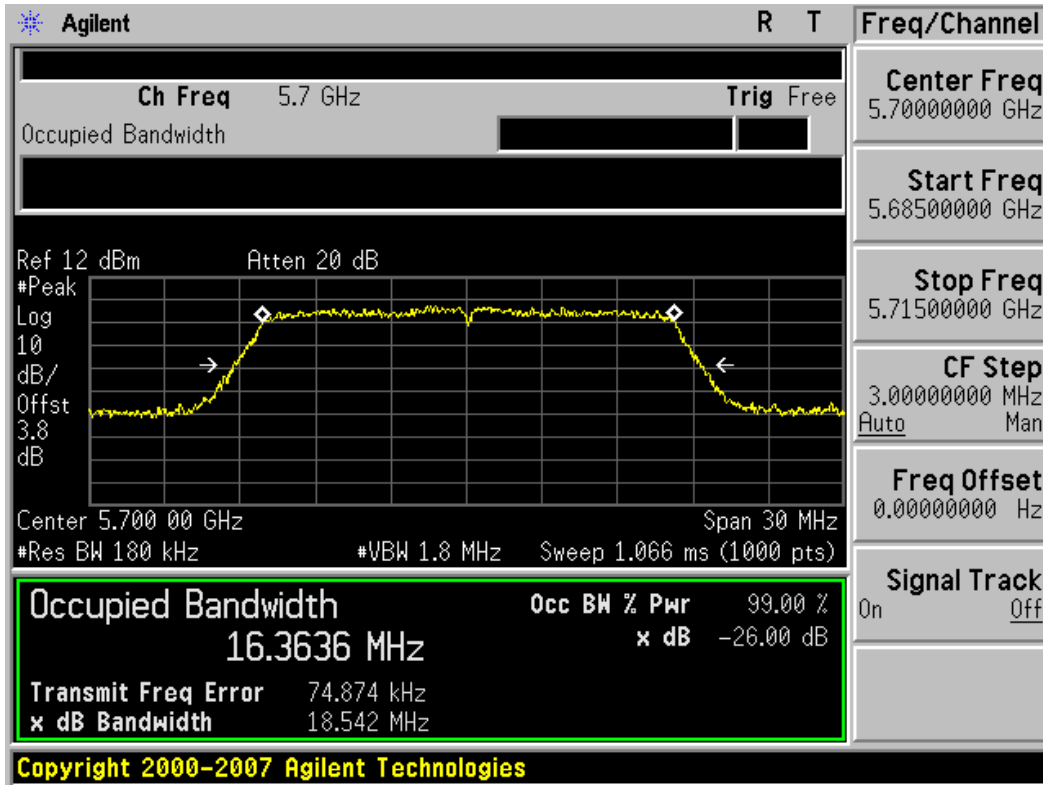 Agilent R T
Freq/Channel
Ch Freq 5.7 GHz Trig Free
Occupied Bandwidth
Center Freq
5.70000000 GHz
Start Freq
5.68500000 GHz
Stop Freq
5.71500000 GHz
CF Step
3.00000000 MHz
Auto Man
Freq Offset
0.00000000 Hz
Signal Track
On Off
Ref 12 dBm Atten 20 dB
#Peak
Log
10
dB/
Offst
3.8
dB
Center 5.700 00 GHz Span 30 MHz
#Res BW 180 kHz #VBW 1.8 MHz Sweep 1.066 ms (1000 pts)
Occupied Bandwidth Occ BW % Pwr 99.00 %
16.3636 MHz x dB -26.00 dB
Transmit Freq Error 74.874 kHz
x dB Bandwidth 18.542 MHz
Copyright 2000-2007 Agilent Technologies